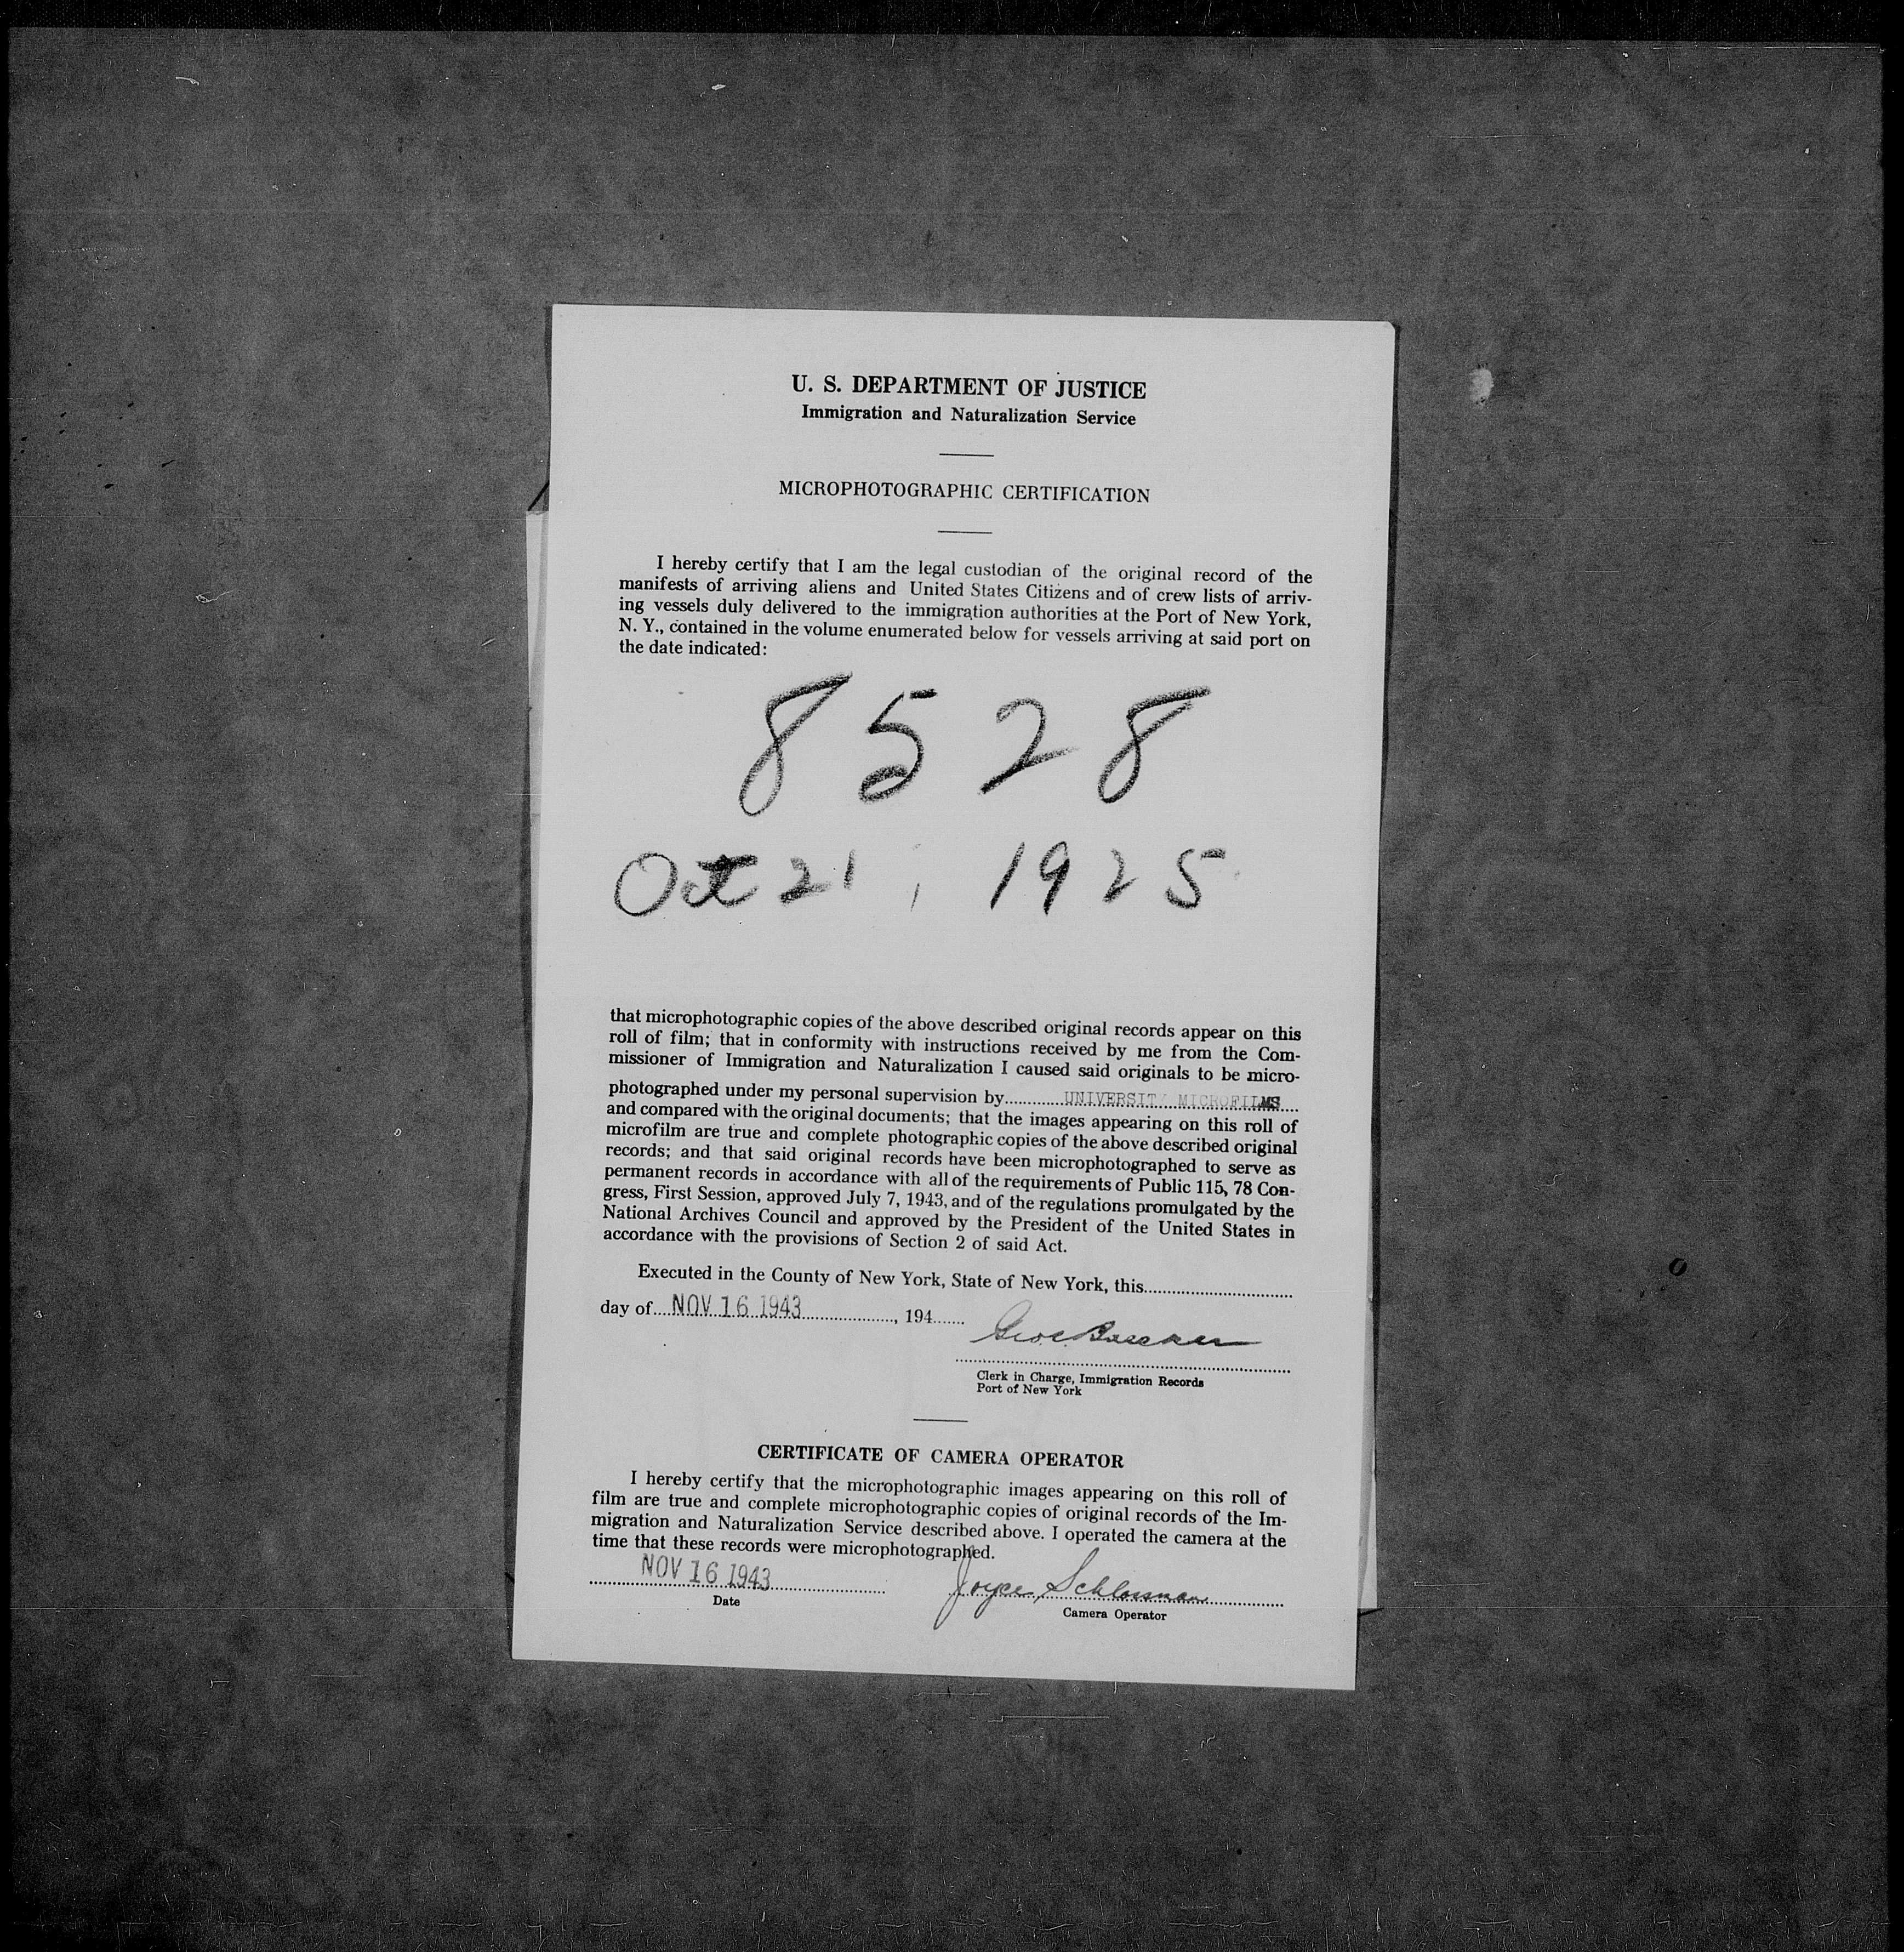 U. S. DEPARTMENT OF JUSTICE
Immigration and Naturalization Service
MICROPHOTOGRAPHIC CERTIFICATION
I hereby certify that I am the legal custodian of the original record of the
manifests of arriving aliens and United States Citizens and of crew lists of arriv-
ing vessels duly delivered to the immigration authorities at the Port of New York,
N. Y., contained in the volume enumerated below for vessels arriving at said port on
the date indicated:
8528
Oct 21, 1925
that microphotographic copies of the above described original records appear on this
roll of film; that in conformity with instructions received by me from the Com-
missioner of Immigration and Naturalization I caused said originals to be micro-
photographed under my personal supervision by UNIVERSITY MICROFILMS
and compared with the original documents; that the images appearing on this roll of
microfilm are true and complete photographic copies of the above described original
records; and that said original records have been microphotographed to serve as
permanent records in accordance with all of the requirements of Public 115, 78 Con-
gress, First Session, approved July 7, 1943, and of the regulations promulgated by the
National Archives Council and approved by the President of the United States in
accordance with the provisions of Section 2 of said Act.
Executed in the County of New York, State of New York, this
day of NOV 16 1943, 194
Clerk in Charge, Immigration Records
Port of New York
CERTIFICATE OF CAMERA OPERATOR
I hereby certify that the microphotographic images appearing on this roll of
film are true and complete microphotographic copies of original records of the Im-
migration and Naturalization Service described above. I operated the camera at the
time that these records were microphotographed.
NOV 16 1943 Joyce Schlossman
Date
Camera Operator